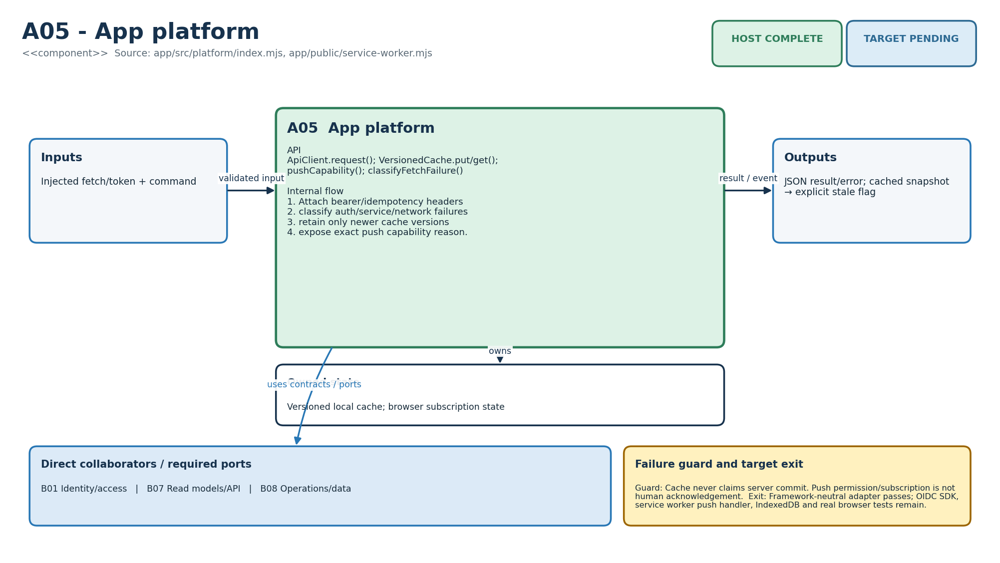 A05 - App platform
<<component>>  Source: app/src/platform/index.mjs, app/public/service-worker.mjs
HOST COMPLETE
TARGET PENDING
Inputs
Injected fetch/token + command
validated input
A05  App platform
API
ApiClient.request(); VersionedCache.put/get();
pushCapability(); classifyFetchFailure()
Internal flow
1. Attach bearer/idempotency headers
2. classify auth/service/network failures
3. retain only newer cache versions
4. expose exact push capability reason.
result / event
Outputs
JSON result/error; cached snapshot
→ explicit stale flag
owns
uses contracts / ports
Versioned local cache; browser subscription state
Direct collaborators / required ports
B01 Identity/access   |   B07 Read models/API   |   B08 Operations/data
Failure guard and target exit
Guard: Cache never claims server commit. Push permission/subscription is not
human acknowledgement.  Exit: Framework-neutral adapter passes; OIDC SDK,
service worker push handler, IndexedDB and real browser tests remain.